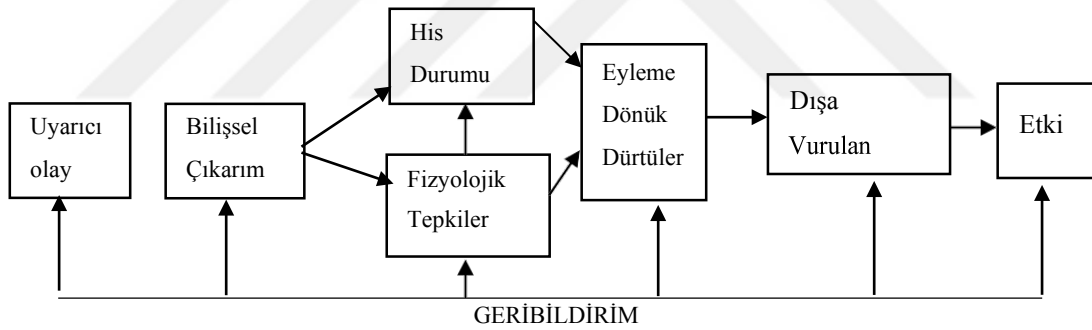 Uyarıcı
olay
Bilişsel
Çıkarım
His
Durumu
Fizyolojik
Tepkiler
Eyleme
Dönük
Dürtüler
Dışa
Vurulan
Etki
GERİBİLDİRİM